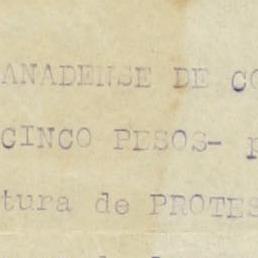 ANADENSE DE CO
CINCO PESOS- p
tura de PROTES